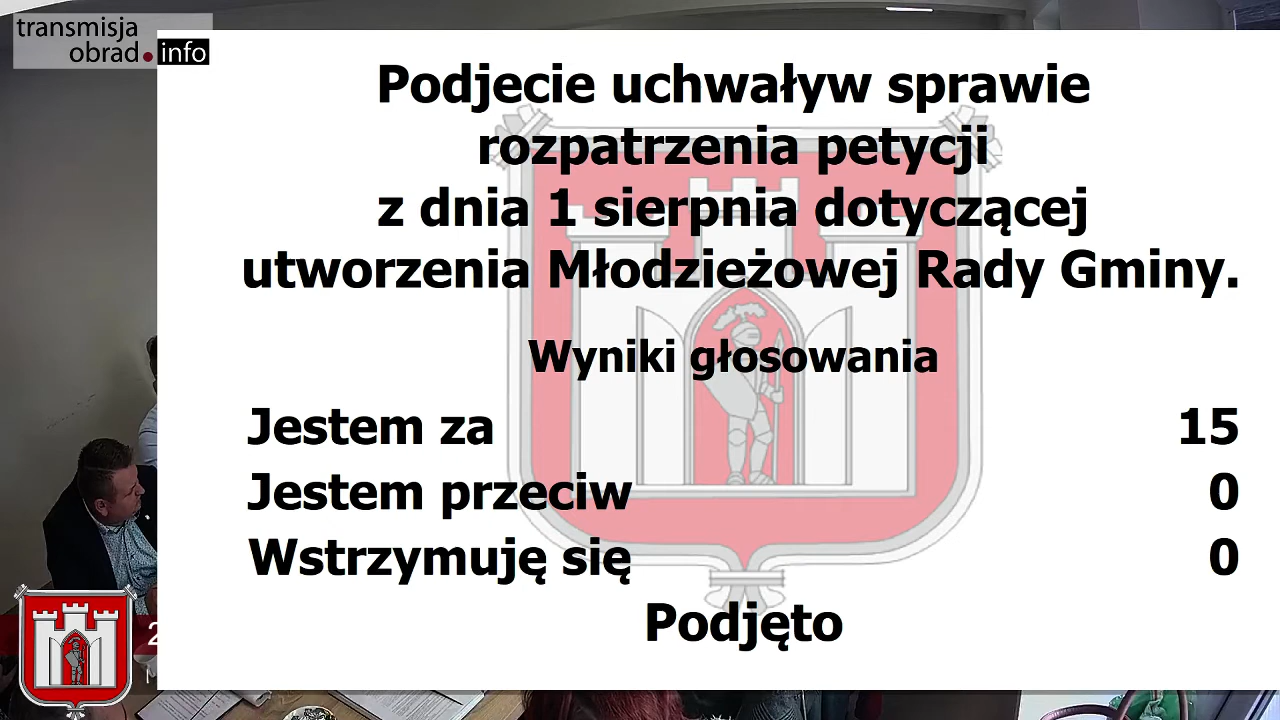 transmisja
obrad.info
Podjecie uchwaływ sprawie
rozpatrzenia petycji
z dnia 1 sierpnia dotyczącej
utworzenia Młodzieżowej Rady Gminy.
Wyniki głosowania
Jestem za 15
Jestem przeciw 0
Wstrzymuję się 0
Podjęto
2